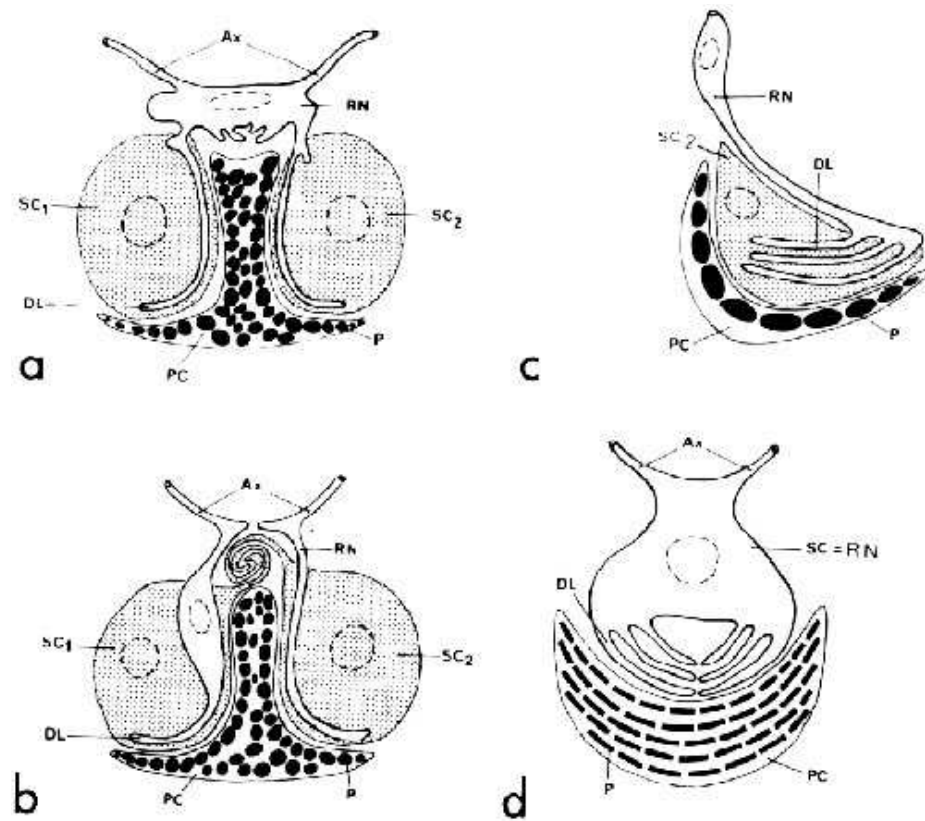 Ax
RN
SC₁
SC₂
DL
P
PC
a
RN
SC₂
DL
PC
P
c
Ax
RN
SC₁
SC₂
DL
PC
P
b
Ax
SC = RN
DL
P
PC
d